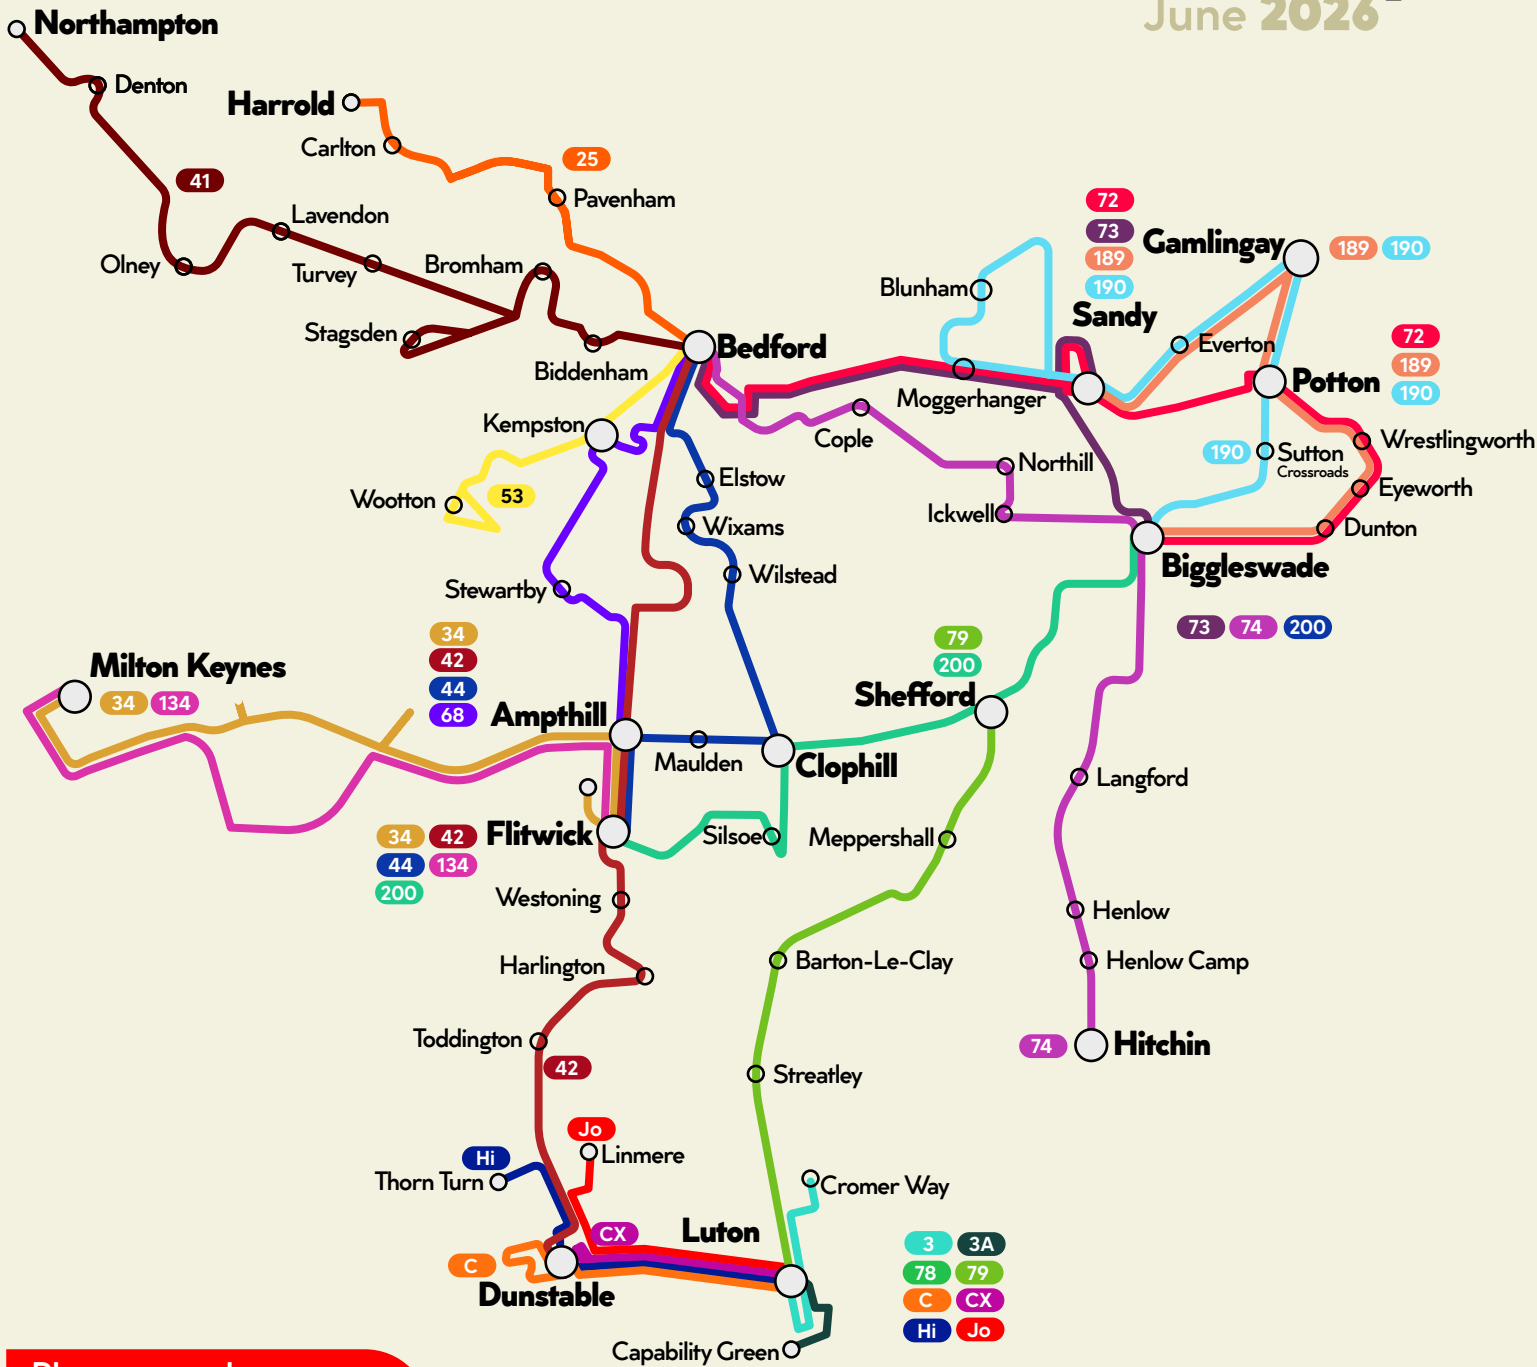 June 2026
Northampton
Denton
Harrold
Carlton
25
41
Pavenham
Lavendon
Olney
Turvey
Bromham
Stagsden
Biddenham
Bedford
72
73
189
190
Gamlingay
189 190
Blunham
Sandy
Everton
Moggerhanger
72
189
190
Potton
Kempston
Cople
Wrestlingworth
190
Sutton
Crossroads
Northill
Elstow
Eyeworth
Wootton
53
Wixams
Ickwell
Dunton
Biggleswade
73 74 200
Wilstead
Stewartby
34
42
44
68
Milton Keynes
34 134
79
200
Shefford
Ampthill
Maulden
Clophill
Langford
34 42
44 134
200
Flitwick
Silsoe
Meppershall
Westoning
Henlow
Harlington
Barton-Le-Clay
Henlow Camp
Toddington
42
74
Hitchin
Streatley
Jo
Linmere
Hi
Thorn Turn
Cromer Way
CX
Luton
C
Dunstable
3 3A
78 79
C CX
Hi Jo
Capability Green